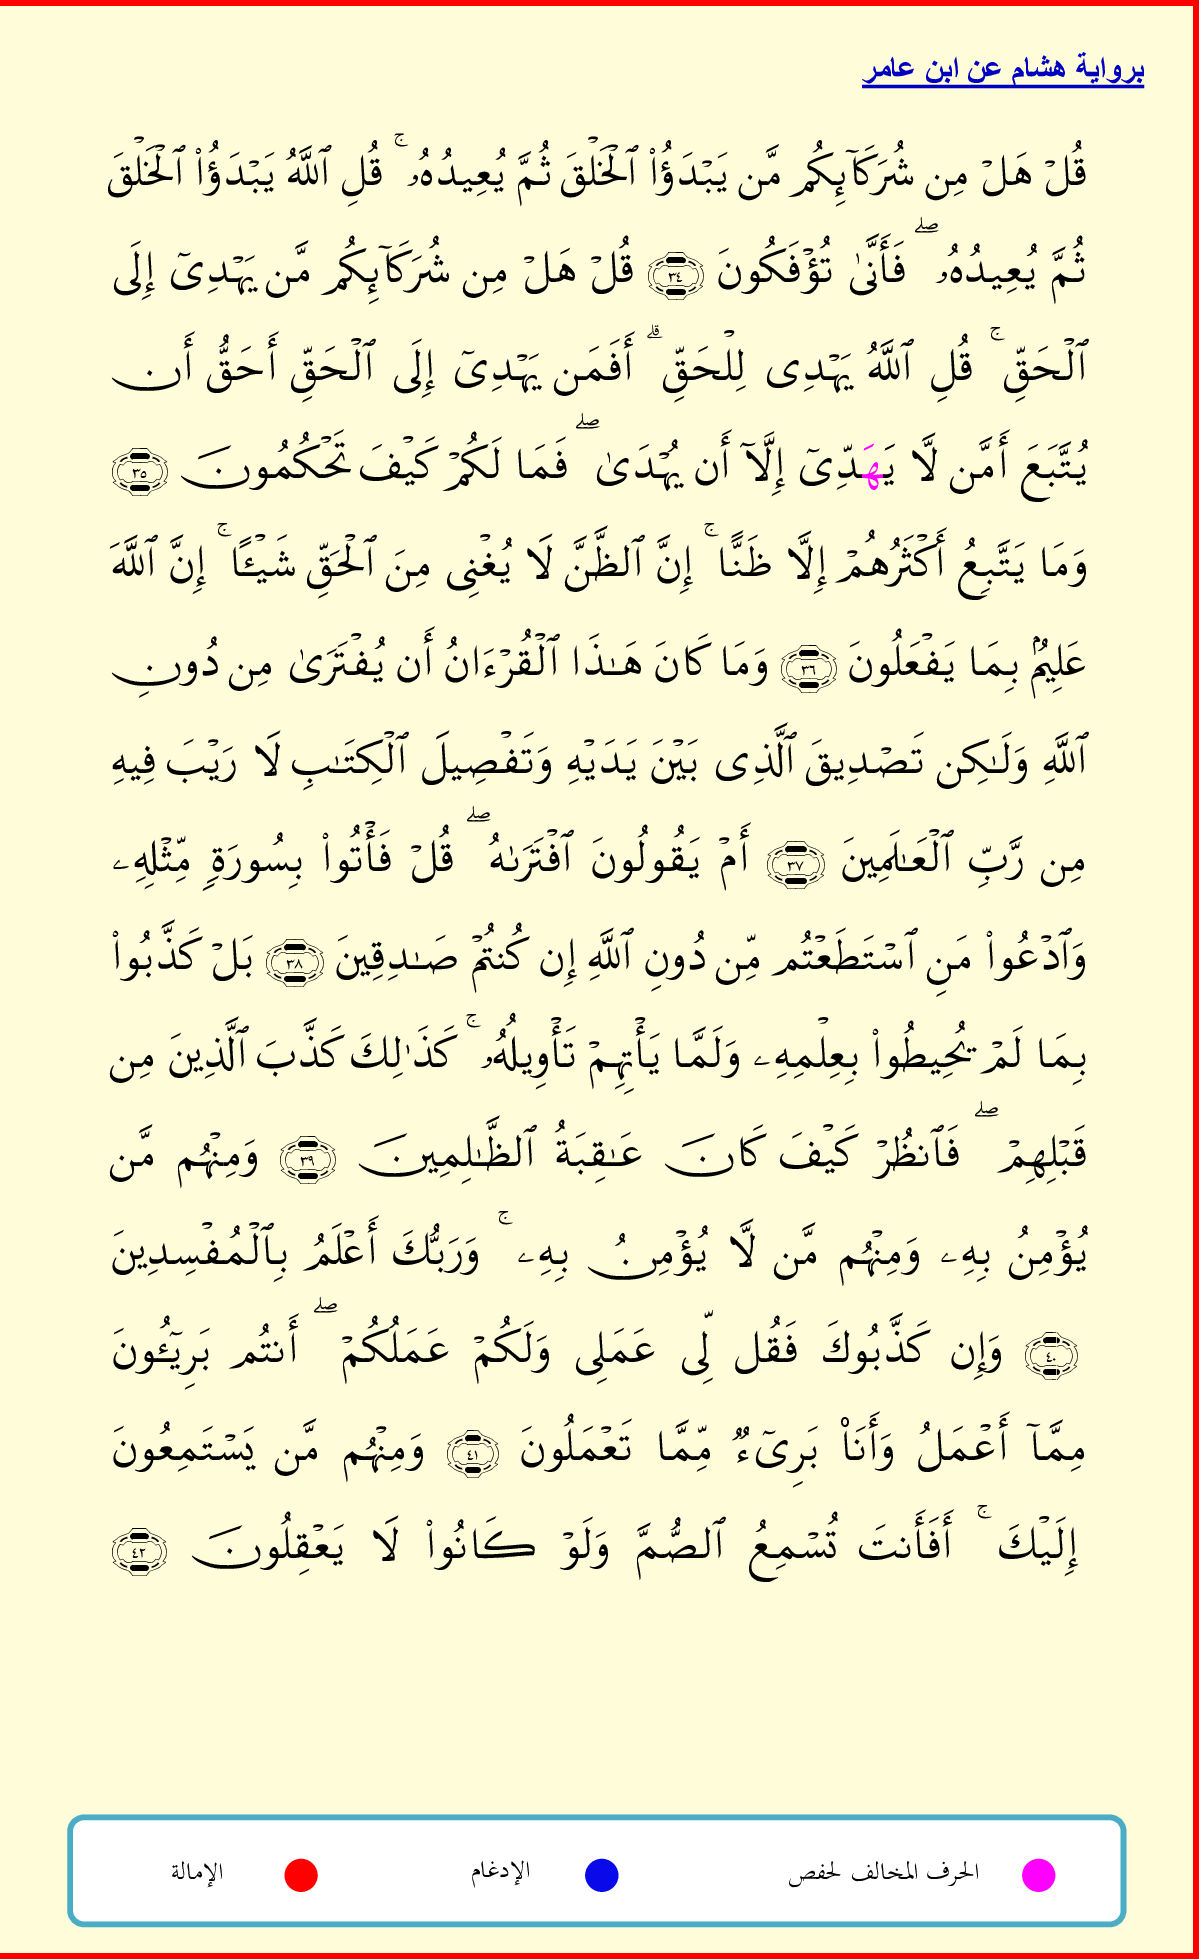 برواية هشام عن ابن عامر
قُلۡ هَلۡ مِن شُرَكَآئِكُم مَّن يَبۡدَؤُاْ ٱلۡخَلۡقَ ثُمَّ يُعِيدُهُۥۚ قُلِ ٱللَّهُ يَبۡدَؤُاْ ٱلۡخَلۡقَ
ثُمَّ يُعِيدُهُۥۖ فَأَنَّىٰ تُؤۡفَكُونَ ٣٤ قُلۡ هَلۡ مِن شُرَكَآئِكُم مَّن يَهۡدِيٓ إِلَى
ٱلۡحَقِّۚ قُلِ ٱللَّهُ يَهۡدِي لِلۡحَقِّۗ أَفَمَن يَهۡدِيٓ إِلَى ٱلۡحَقِّ أَحَقُّ أَن
يُتَّبَعَ أَمَّن لَّا يَهَدِّيٓ إِلَّآ أَن يُهۡدَىٰۖ فَمَا لَكُمۡ كَيۡفَ تَحۡكُمُونَ ٣٥
وَمَا يَتَّبِعُ أَكۡثَرُهُمۡ إِلَّا ظَنًّاۚ إِنَّ ٱلظَّنَّ لَا يُغۡنِي مِنَ ٱلۡحَقِّ شَيۡـًٔاۚ إِنَّ ٱللَّهَ
عَلِيمُۢ بِمَا يَفۡعَلُونَ ٣٦ وَمَا كَانَ هَـٰذَا ٱلۡقُرۡءَانُ أَن يُفۡتَرَىٰ مِن دُونِ
ٱللَّهِ وَلَـٰكِن تَصۡدِيقَ ٱلَّذِي بَيۡنَ يَدَيۡهِ وَتَفۡصِيلَ ٱلۡكِتَـٰبِ لَا رَيۡبَ فِيهِ
مِن رَّبِّ ٱلۡعَـٰلَمِينَ ٣٧ أَمۡ يَقُولُونَ ٱفۡتَرَىٰهُۖ قُلۡ فَأۡتُواْ بِسُورَةٖ مِّثۡلِهِۦ
وَٱدۡعُواْ مَنِ ٱسۡتَطَعۡتُم مِّن دُونِ ٱللَّهِ إِن كُنتُمۡ صَـٰدِقِينَ ٣٨ بَلۡ كَذَّبُواْ
بِمَا لَمۡ يُحِيطُواْ بِعِلۡمِهِۦ وَلَمَّا يَأۡتِهِمۡ تَأۡوِيلُهُۥۚ كَذَٰلِكَ كَذَّبَ ٱلَّذِينَ مِن
قَبۡلِهِمۡۖ فَٱنظُرۡ كَيۡفَ كَانَ عَـٰقِبَةُ ٱلظَّـٰلِمِينَ ٣٩ وَمِنۡهُم مَّن
يُؤۡمِنُ بِهِۦ وَمِنۡهُم مَّن لَّا يُؤۡمِنُ بِهِۦۚ وَرَبُّكَ أَعۡلَمُ بِٱلۡمُفۡسِدِينَ
٤٠ وَإِن كَذَّبُوكَ فَقُل لِّي عَمَلِي وَلَكُمۡ عَمَلُكُمۡۖ أَنتُم بَرِيٓـُٔونَ
مِمَّآ أَعۡمَلُ وَأَنَا۠ بَرِيٓءٞ مِّمَّا تَعۡمَلُونَ ٤١ وَمِنۡهُم مَّن يَسۡتَمِعُونَ
إِلَيۡكَۚ أَفَأَنتَ تُسۡمِعُ ٱلصُّمَّ وَلَوۡ كَانُواْ لَا يَعۡقِلُونَ ٤٢
الحرف المخالف لحفص الإدغام الإمالة